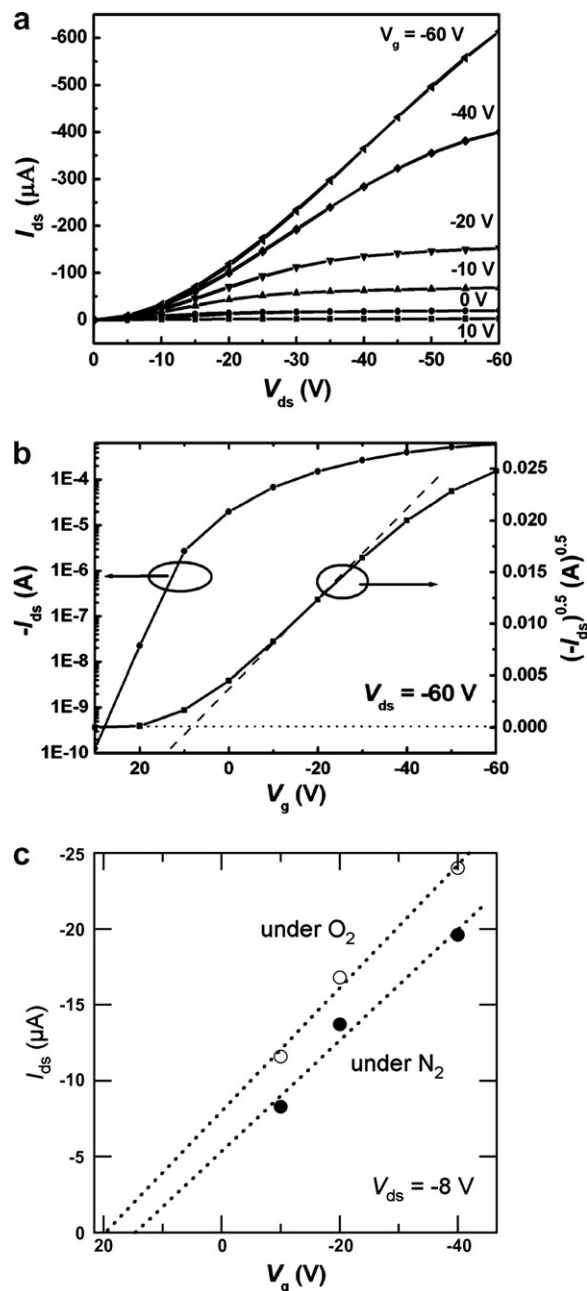 a
-600
-500
-400
-300
-200
-100
0
I_ds (µA)
V_g = -60 V
-40 V
-20 V
-10 V
0 V
10 V
0 -10 -20 -30 -40 -50 -60
V_ds (V)
b
1E-4
1E-5
1E-6
1E-7
1E-8
1E-9
1E-10
-I_ds (A)
0.025
0.020
0.015
0.010
0.005
0.000
(-I_ds)^0.5 (A)^0.5
V_ds = -60 V
20 0 -20 -40 -60
V_g (V)
c
-25
-20
-15
-10
-5
0
I_ds (µA)
under O₂
under N₂
V_ds = -8 V
20 0 -20 -40
V_g (V)